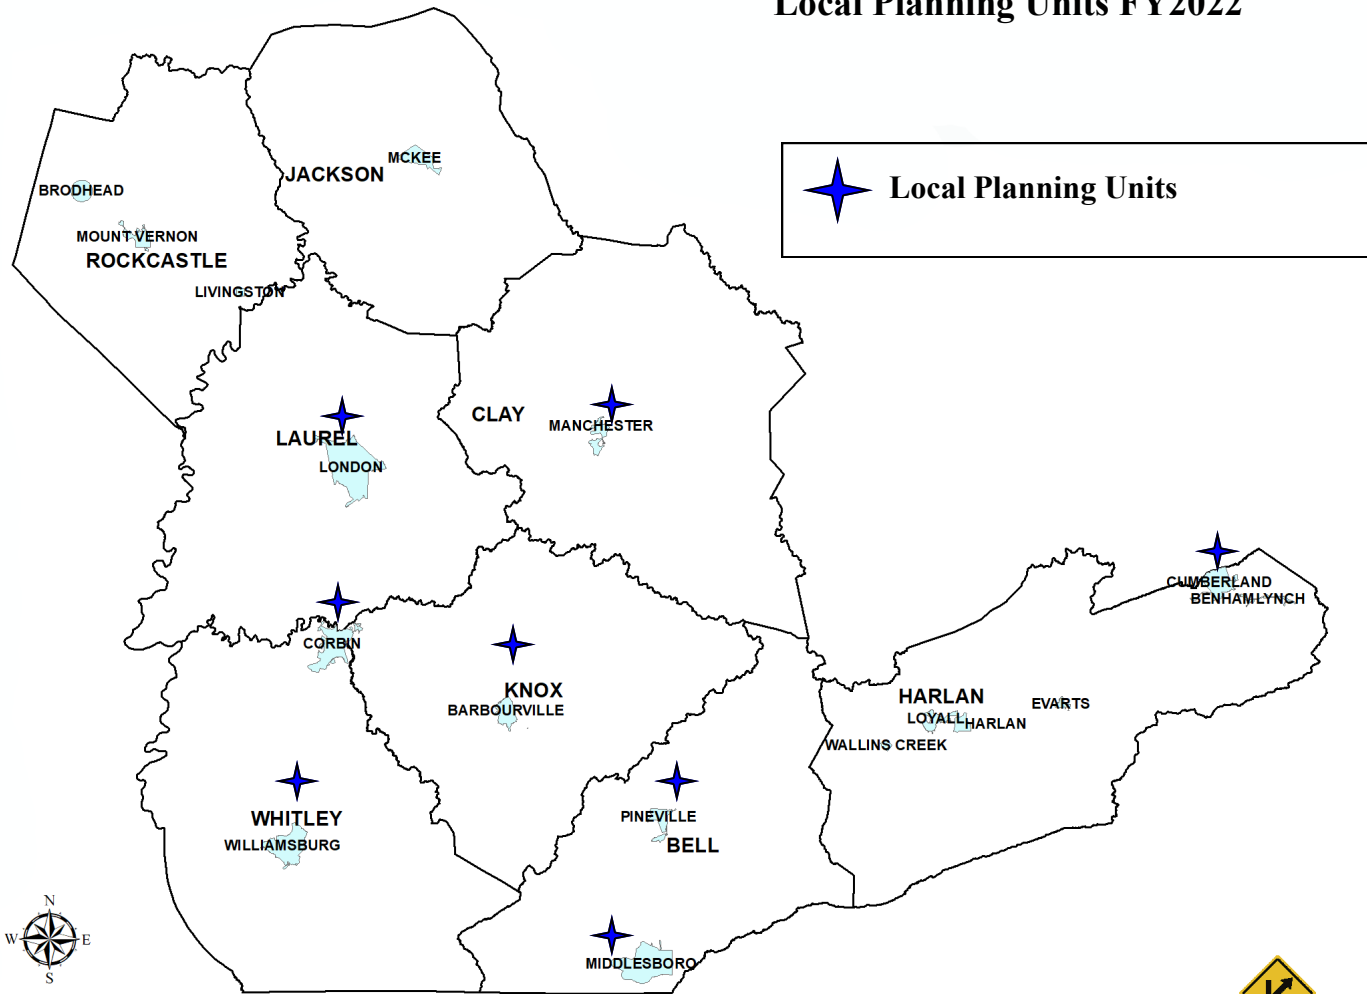 Local Planning Units FY2022
MCKEE
JACKSON
BRODHEAD
Local Planning Units
MOUNT VERNON
ROCKCASTLE
LIVINGSTON
CLAY
MANCHESTER
LAUREL
LONDON
CUMBERLAND
BENHAM LYNCH
CORBIN
KNOX
BARBOURVILLE
HARLAN
EVARTS
LOYALL HARLAN
WALLINS CREEK
WHITLEY
PINEVILLE
WILLIAMSBURG
BELL
N
W E
S
MIDDLESBORO
K